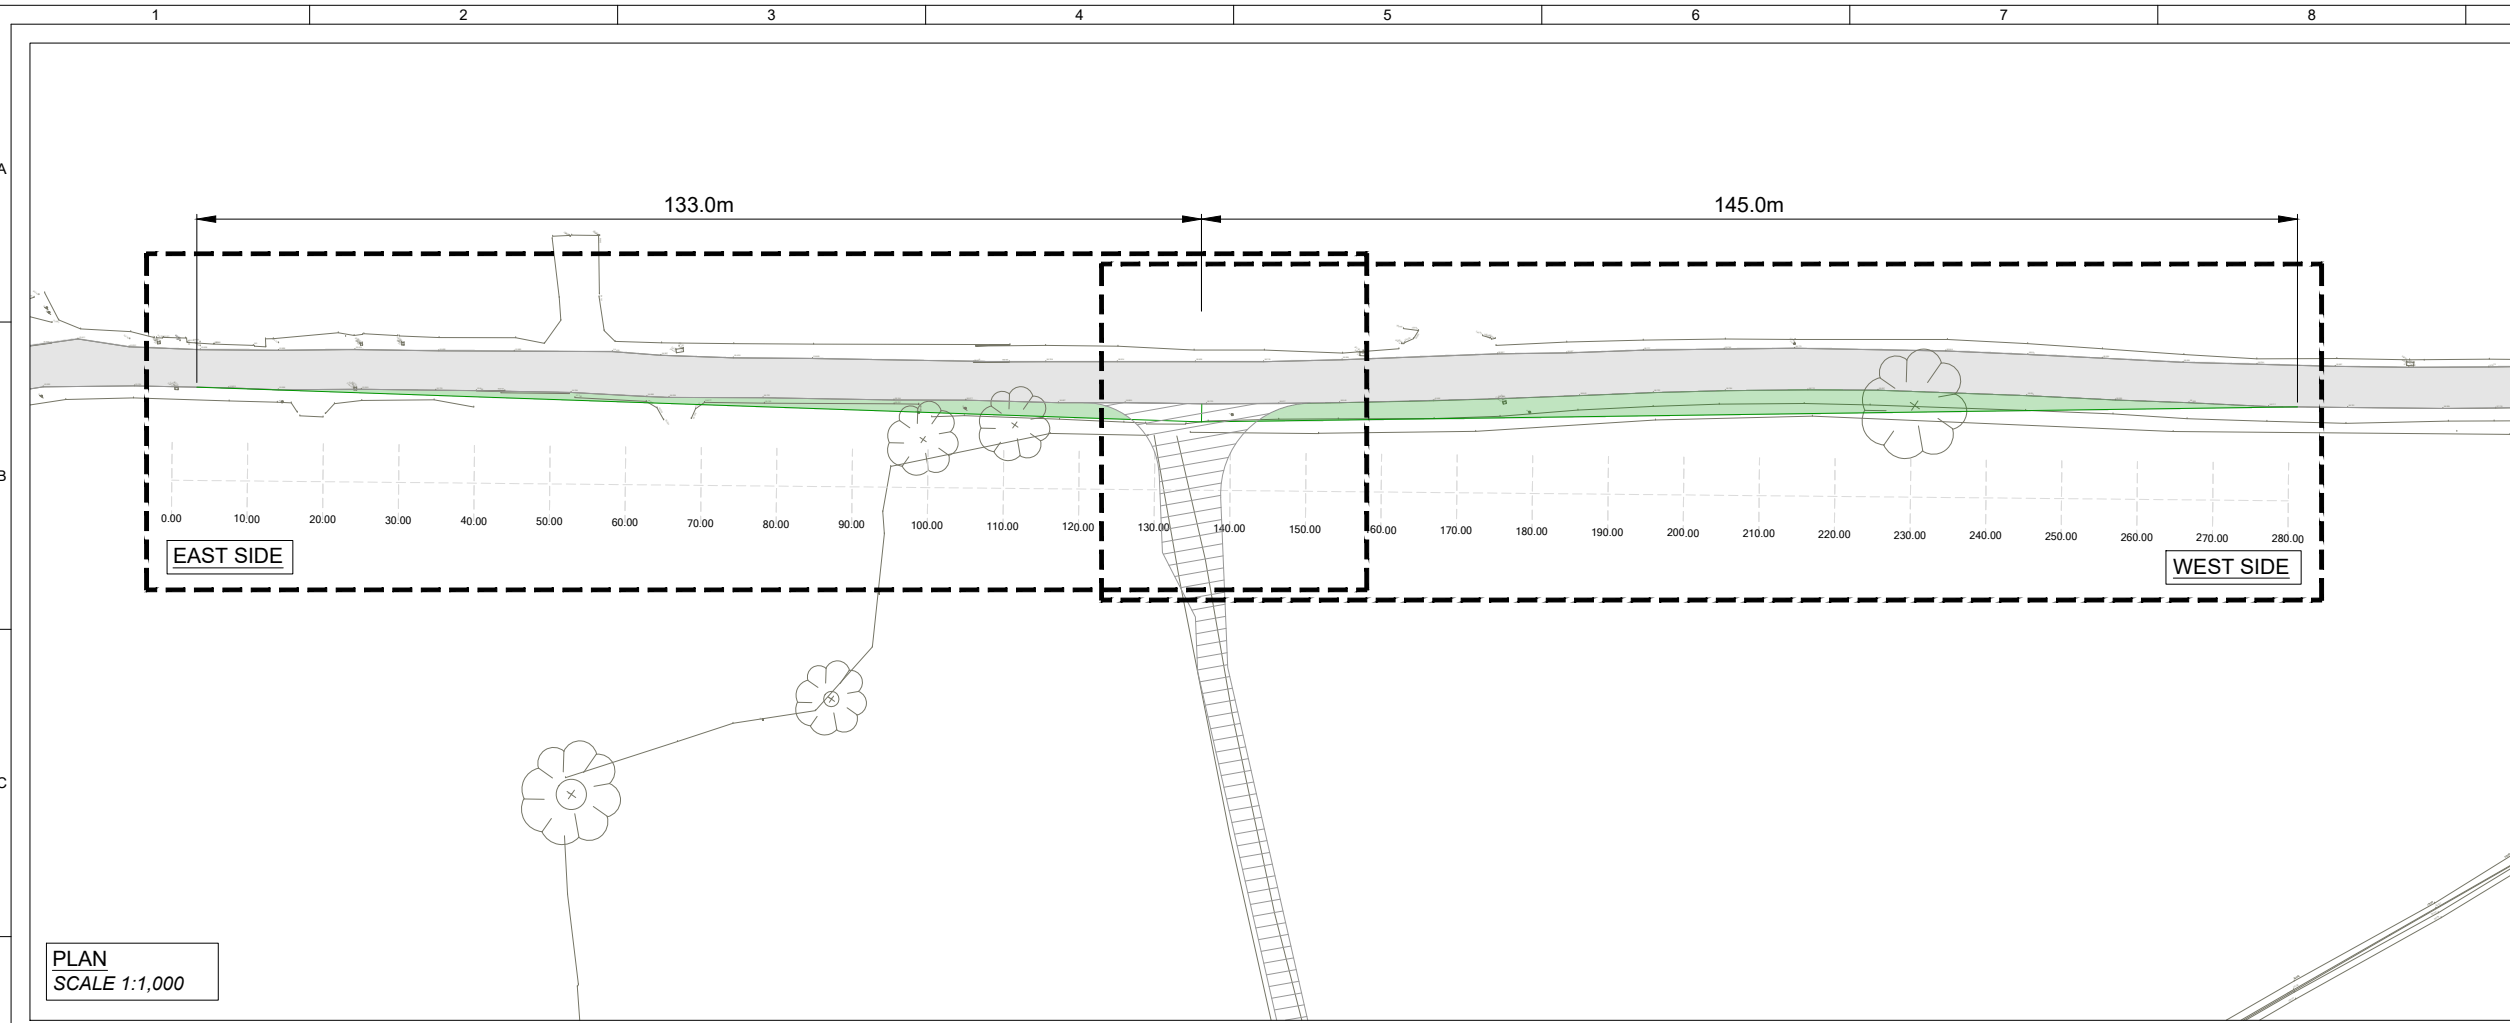 1 2 3 4 5 6 7 8
A
133.0m 145.0m
B
0.00 10.00 20.00 30.00 40.00 50.00 60.00 70.00 80.00 90.00 100.00 110.00 120.00 130.00 140.00 150.00 160.00 170.00 180.00 190.00 200.00 210.00 220.00 230.00 240.00 250.00 260.00 270.00 280.00
EAST SIDE
WEST SIDE
C
PLAN
SCALE 1:1,000